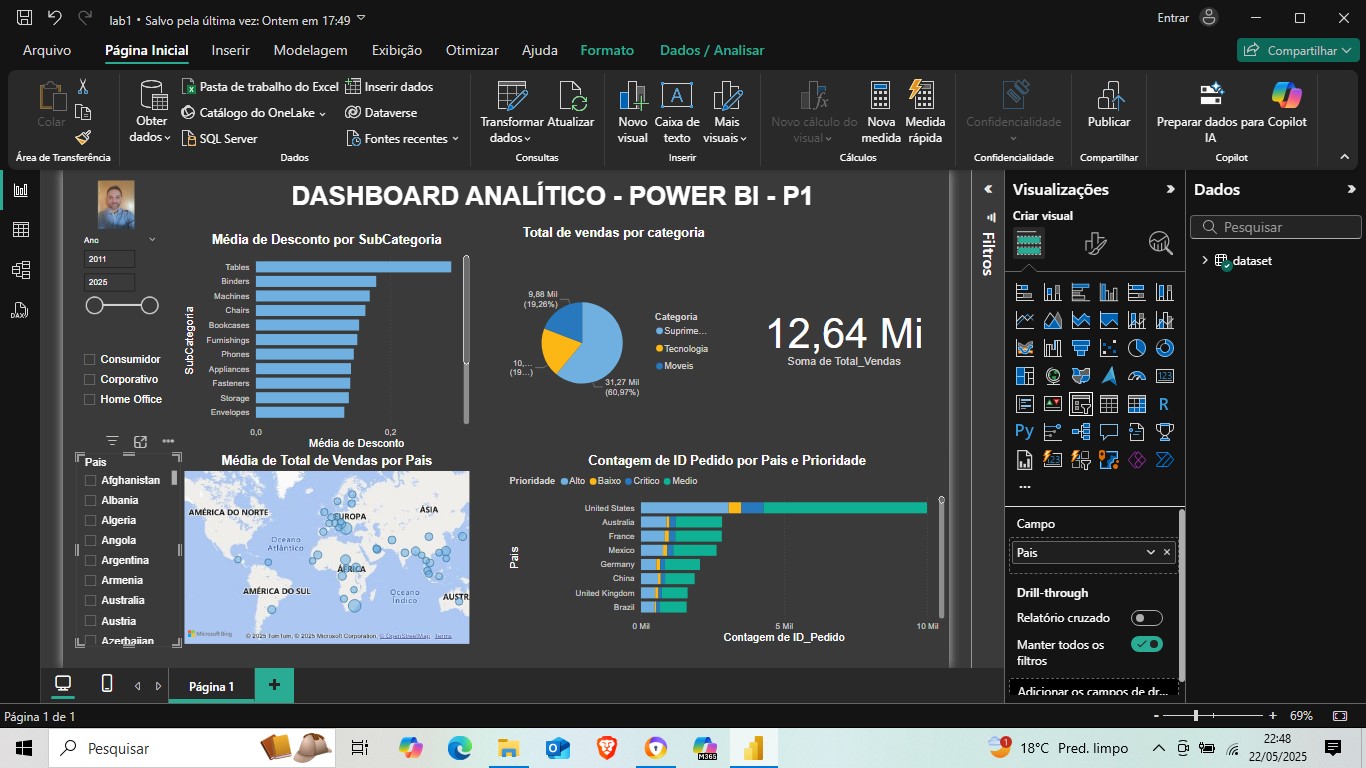 lab1 • Salvo pela última vez: Ontem em 17:49
Entrar
Arquivo
Página Inicial
Inserir
Modelagem
Exibição
Otimizar
Ajuda
Formato
Dados / Analisar
Compartilhar
Colar
Área de Transferência
Obter dados
Pasta de trabalho do Excel
Catálogo do OneLake
SQL Server
Inserir dados
Dataverse
Fontes recentes
Dados
Transformar dados
Atualizar
Consultas
Novo visual
Caixa de texto
Mais visuais
Inserir
Novo cálculo do visual
Nova medida
Medida rápida
Cálculos
Confidencialidade
Confidencialidade
Publicar
Compartilhar
Preparar dados para IA
Copilot
Copilot
DASHBOARD ANALÍTICO - POWER BI - P1
Ano
2011
2025
Consumidor
Corporativo
Home Office
Média de Desconto por SubCategoria
SubCategoria
Tables
Binders
Machines
Chairs
Bookcases
Furnishings
Phones
Appliances
Fasteners
Storage
Envelopes
0,0
0,2
Média de Desconto
Total de vendas por categoria
9,88 Mil
(19,26%)
10,...
(19...)
31,27 Mil
(60,97%)
Categoria
Suprime...
Tecnologia
Moveis
12,64 Mi
Soma de Total_Vendas
Pais
Afghanistan
Albania
Algeria
Angola
Argentina
Armenia
Australia
Austria
Azerbaijan
Média de Total de Vendas por Pais
AMÉRICA DO NORTE
EUROPA
ÁSIA
Oceano
Atlântico
ÁFRICA
AMÉRICA DO SUL
Oceano
Índico
AUSTR
Microsoft Bing
© 2025 TomTom, © 2025 Microsoft Corporation, © OpenStreetMap Terms
Contagem de ID Pedido por Pais e Prioridade
Prioridade
Alto
Baixo
Critico
Medio
Pais
United States
Australia
France
Mexico
Germany
China
United Kingdom
Brazil
0 Mil
5 Mil
10 Mil
Contagem de ID_Pedido
Filtros
Visualizações
Criar visual
Campo
Pais
Drill-through
Relatório cruzado
Manter todos os
filtros
Adicionar os campos de dr...
Dados
Pesquisar
dataset
Página 1
Página 1 de 1
69%
Pesquisar
18°C Pred. limpo
22:48
22/05/2025